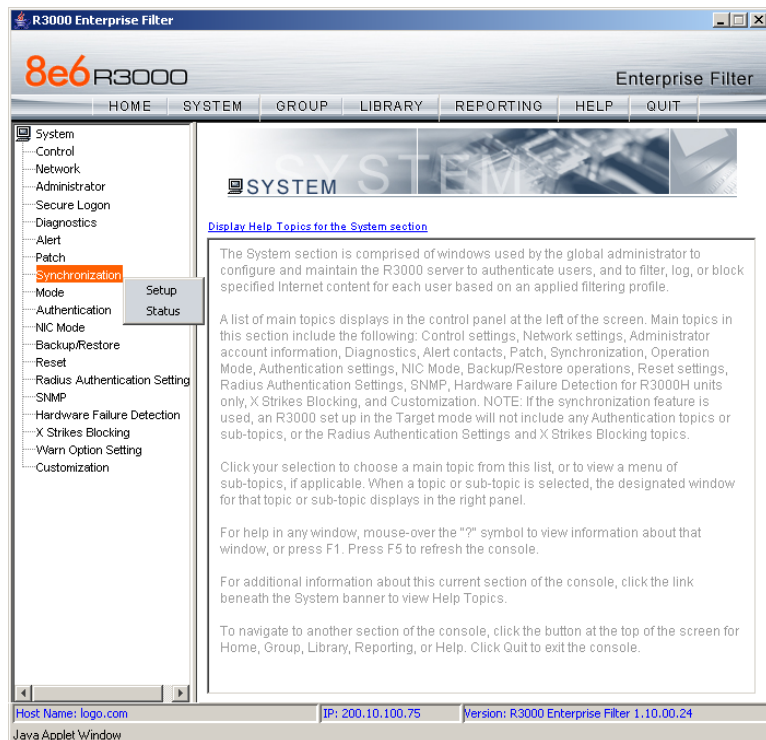 R3000 Enterprise Filter
8e6 R3000
Enterprise Filter
HOME SYSTEM GROUP LIBRARY REPORTING HELP QUIT
System
Control
Network
Administrator
Secure Logon
Diagnostics
Alert
Patch
Synchronization
Mode
Authentication
NIC Mode
Backup/Restore
Reset
Radius Authentication Setting
SNMP
Hardware Failure Detection
X Strikes Blocking
Warn Option Setting
Customization
Setup
Status
SYSTEM
SYSTEM
Display Help Topics for the System section
The System section is comprised of windows used by the global administrator to
configure and maintain the R3000 server to authenticate users, and to filter, log, or block
specified Internet content for each user based on an applied filtering profile.
A list of main topics displays in the control panel at the left of the screen. Main topics in
this section include the following: Control settings, Network settings, Administrator
account information, Diagnostics, Alert contacts, Patch, Synchronization, Operation
Mode, Authentication settings, NIC Mode, Backup/Restore operations, Reset settings,
Radius Authentication Settings, SNMP, Hardware Failure Detection for R3000H units
only, X Strikes Blocking, and Customization. NOTE: If the synchronization feature is
used, an R3000 set up in the Target mode will not include any Authentication topics or
sub-topics, or the Radius Authentication Settings and X Strikes Blocking topics.
Click your selection to choose a main topic from this list, or to view a menu of
sub-topics, if applicable. When a topic or sub-topic is selected, the designated window
for that topic or sub-topic displays in the right panel.
For help in any window, mouse-over the "?" symbol to view information about that
window, or press F1. Press F5 to refresh the console.
For additional information about this current section of the console, click the link
beneath the System banner to view Help Topics.
To navigate to another section of the console, click the button at the top of the screen for
Home, Group, Library, Reporting, or Help. Click Quit to exit the console.
Host Name: logo.com
IP: 200.10.100.75
Version: R3000 Enterprise Filter 1.10.00.24
Java Applet Window